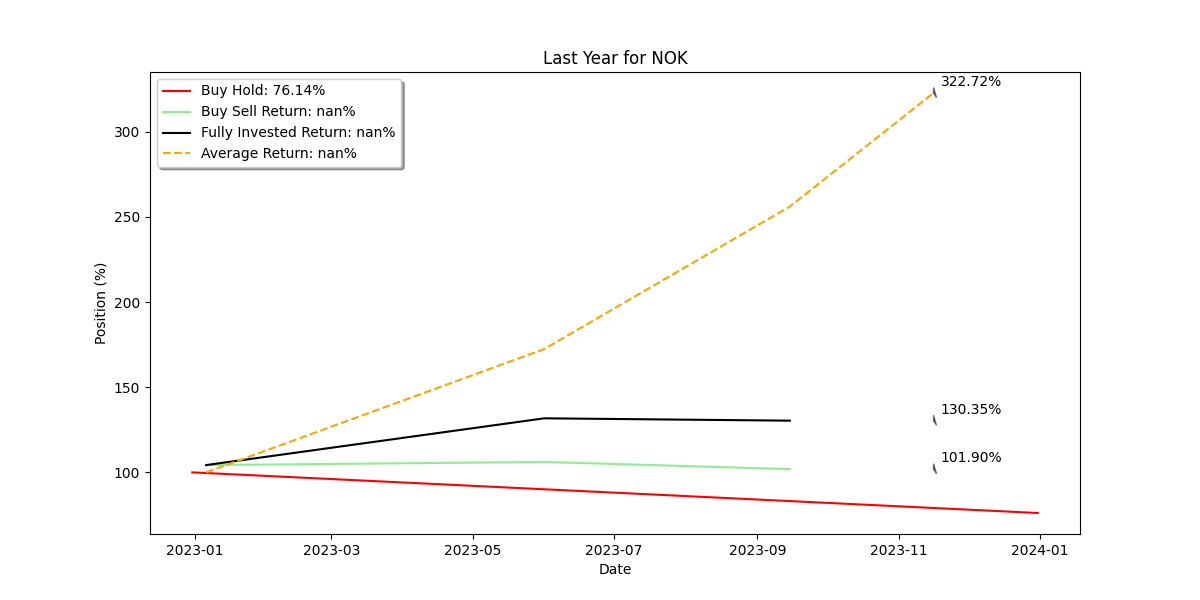 Last Year for NOK
322.72%
Buy Hold: 76.14%
Buy Sell Return: nan%
Fully Invested Return: nan%
Average Return: nan%
300
250
200
150
100
Position (%)
130.35%
101.90%
2023-01 2023-03 2023-05 2023-07 2023-09 2023-11 2024-01
Date